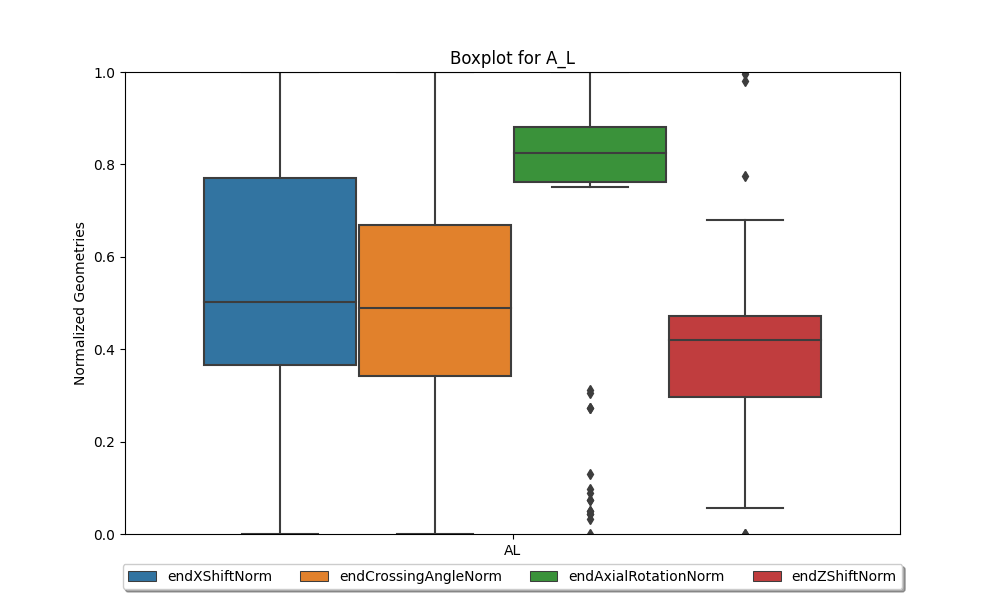 Boxplot for A_L
Normalized Geometries
1.0
0.8
0.6
0.4
0.2
0.0
AL
endXShiftNorm endCrossingAngleNorm endAxialRotationNorm endZShiftNorm